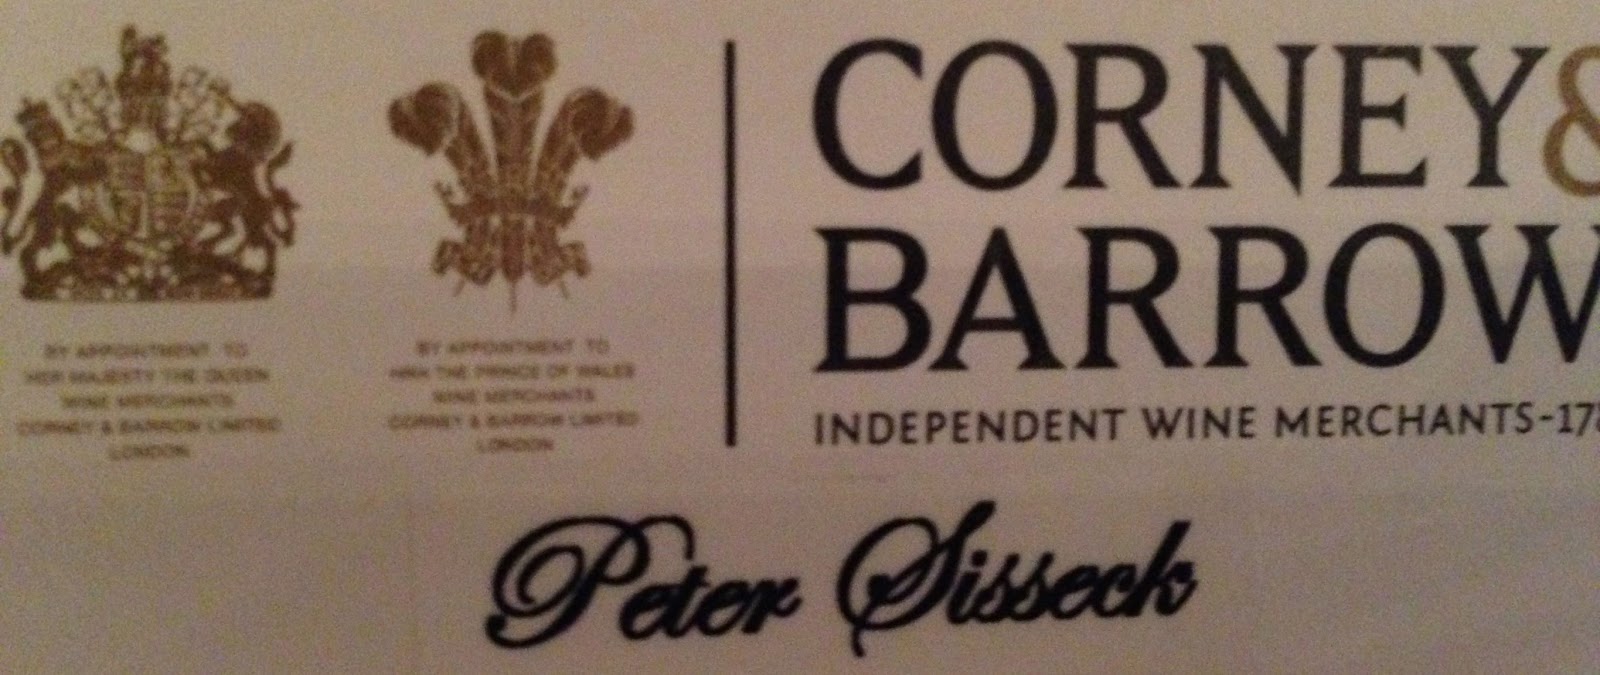 BY APPOINTMENT TO
HER MAJESTY THE QUEEN
WINE MERCHANTS
CORNEY & BARROW LIMITED
LONDON
BY APPOINTMENT TO
HRH THE PRINCE OF WALES
WINE MERCHANTS
CORNEY & BARROW LIMITED
LONDON
CORNEY&
BARROW
INDEPENDENT WINE MERCHANTS-178
Peter Sisseck